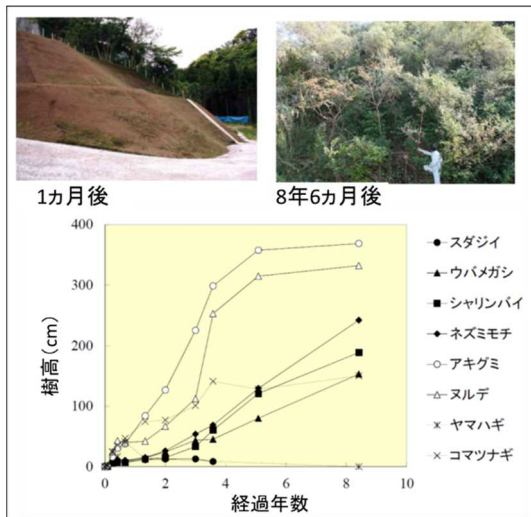 1ヵ月後
8年6ヵ月後
400
300
200
100
0
樹高(cm)
0 2 4 6 8 10
経過年数
スダジイ
ウバメガシ
シャリンバイ
ネズミモチ
アキグミ
ヌルデ
ヤマハギ
コマツナギ